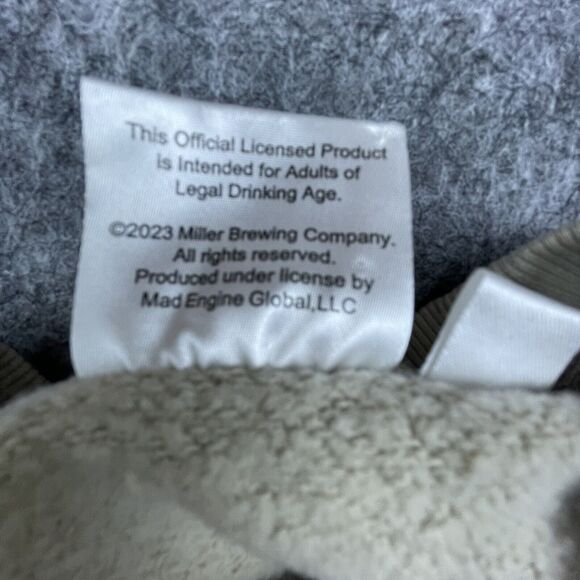 This Official Licensed Product
is Intended for Adults of
Legal Drinking Age.
©2023 Miller Brewing Company.
All rights reserved.
Produced under license by
Mad Engine Global,LLC